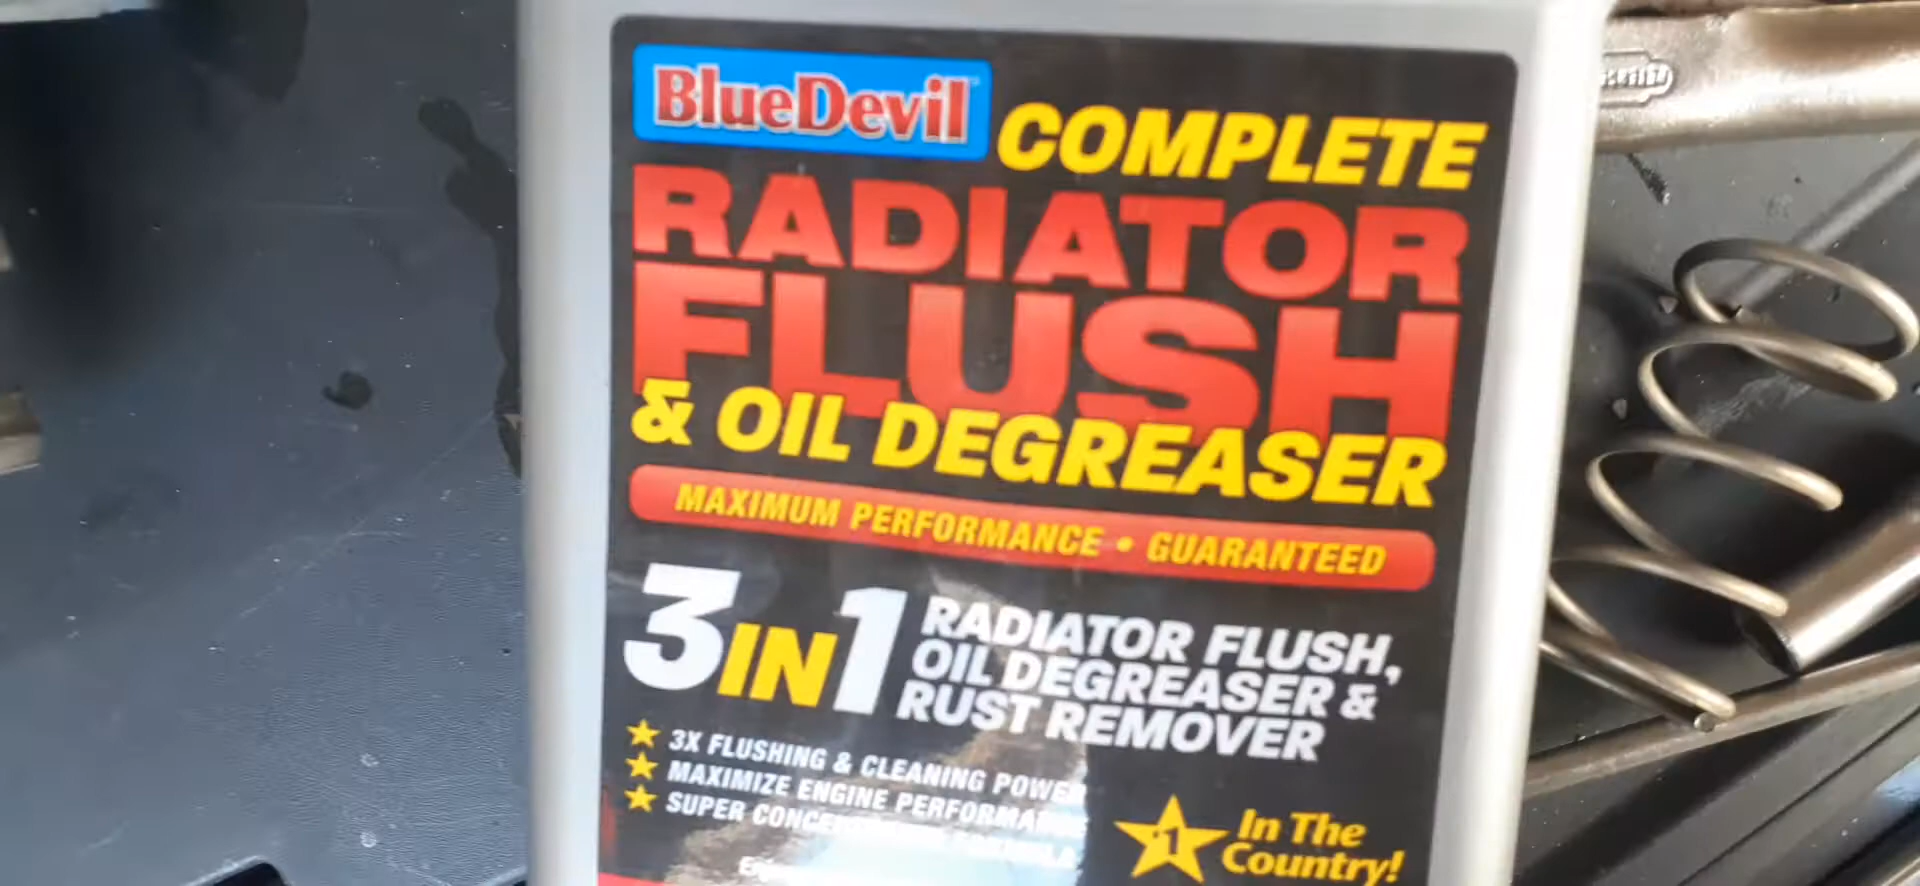 BlueDevil COMPLETE
RADIATOR
FLUSH
& OIL DEGREASER
MAXIMUM PERFORMANCE • GUARANTEED
3 IN 1 RADIATOR FLUSH,
OIL DEGREASER &
RUST REMOVER
3X FLUSHING & CLEANING POWER
MAXIMIZE ENGINE PERFORMANCE
SUPER
1 In The
Country!